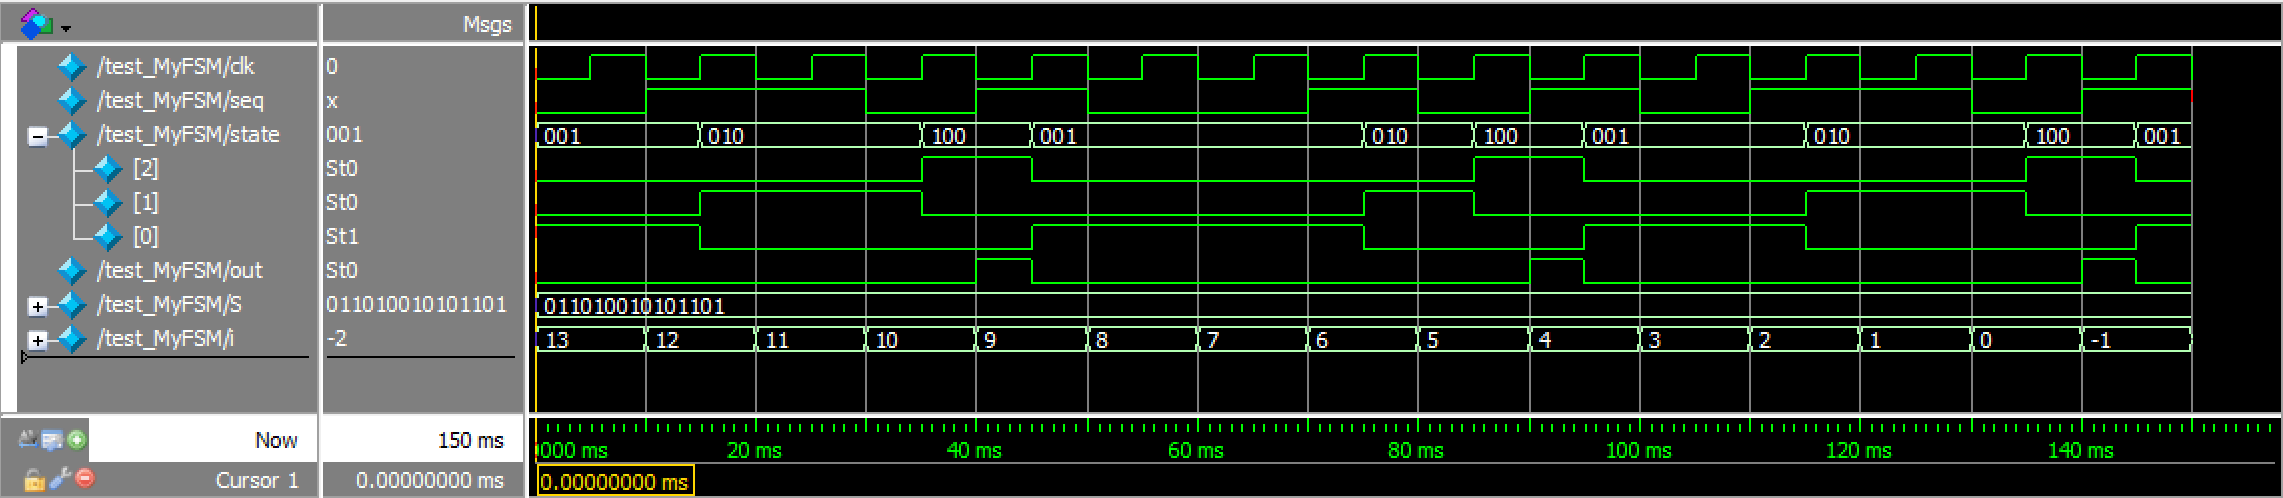 Msgs
/test_MyFSM/clk 0
/test_MyFSM/seq x
/test_MyFSM/state 001 001 010 100 001 010 100 001 010 100 001
[2] St0
[1] St0
[0] St1
/test_MyFSM/out St0
/test_MyFSM/S 011010010101101 011010010101101
/test_MyFSM/i -2 13 12 11 10 9 8 7 6 5 4 3 2 1 0 -1
Now 150 ms 000 ms 20 ms 40 ms 60 ms 80 ms 100 ms 120 ms 140 ms
Cursor 1 0.00000000 ms 0.00000000 ms